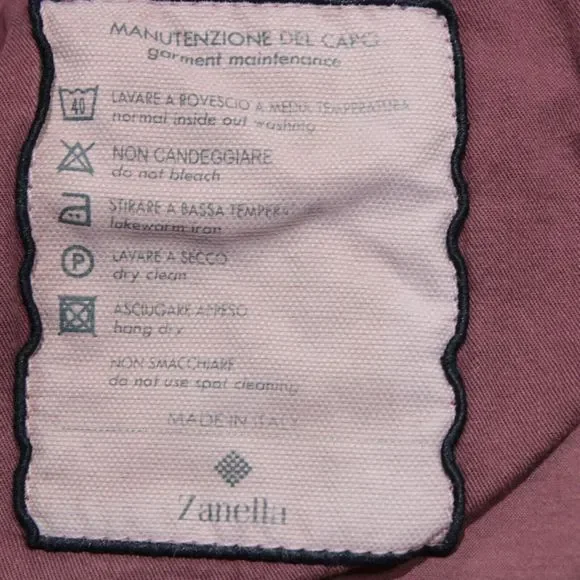 MANUTENZIONE DEL CAPO
garment maintenance
40
LAVARE A ROVESCIO A MEDIA TEMPERATURA
normal inside out washing
NON CANDEGGIARE
do not bleach
STIRARE A BASSA
lukewarm iron
P
LAVARE A SECCO
dry clean
ASCIUGARE APPESO
hang dry
NON SMACCHIARE
do not use spot cleaning
MADE IN ITALY
Zanella